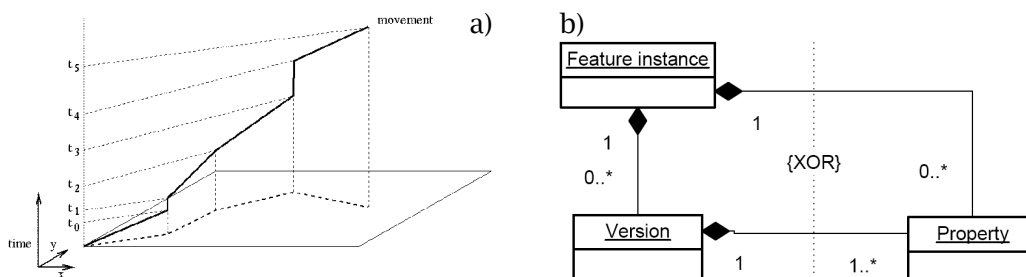 movement
a)
t5
t4
t3
t2
t1
t0
time
y
x
b)
Feature instance
1
1
0..*
{XOR}
0..*
Version
Property
1
1..*